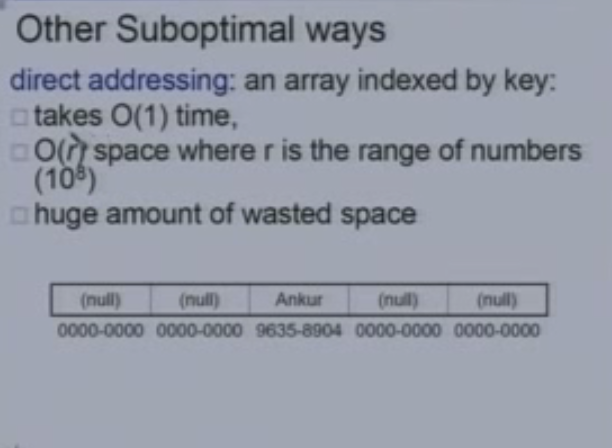 Other Suboptimal ways
direct addressing: an array indexed by key:
takes O(1) time,
O(r) space where r is the range of numbers
(10⁸)
huge amount of wasted space
(null) (null) Ankur (null) (null)
0000-0000 0000-0000 9635-8904 0000-0000 0000-0000